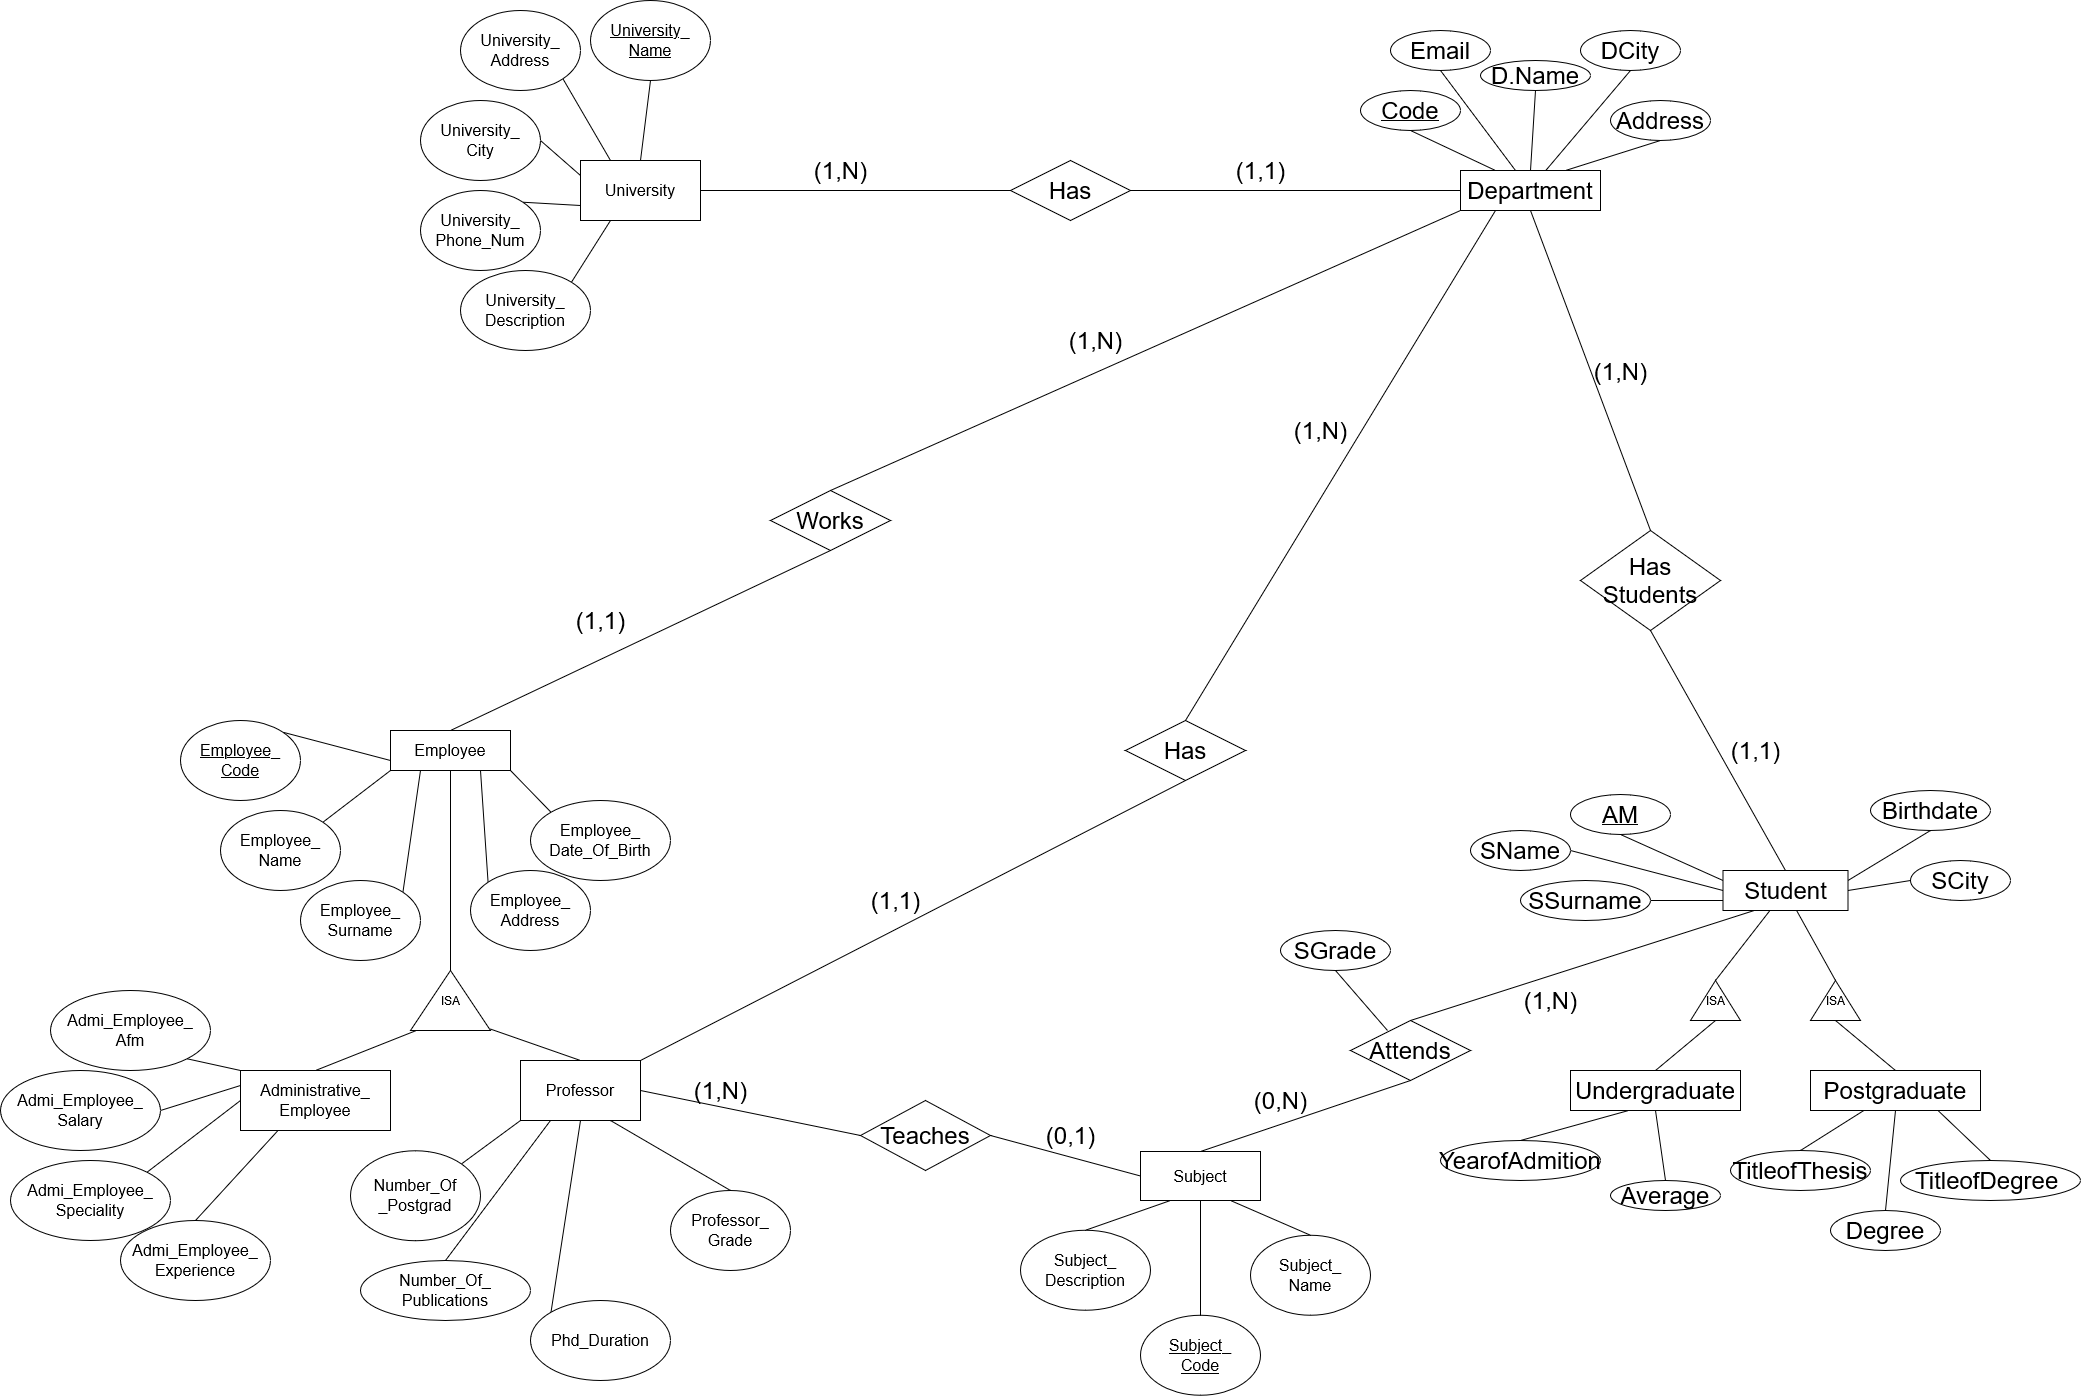 University_
Name
University_
Address
University_
City
University_
Phone_Num
University_
Description
University
(1,N)
Has
(1,1)
Email
D.Name
DCity
Code
Address
Department
(1,N)
(1,N)
(1,N)
Works
Has
Students
(1,1)
Has
(1,1)
Employee_
Code
Employee
Employee_
Name
Employee_
Surname
Employee_
Date_Of_Birth
Employee_
Address
(1,1)
AM
Birthdate
SName
SCity
SSurname
Student
ISA
Admi_Employee_
Afm
Admi_Employee_
Salary
Admi_Employee_
Speciality
Admi_Employee_
Experience
Administrative_
Employee
Professor
Number_Of
_Postgrad
Number_Of_
Publications
Phd_Duration
Professor_
Grade
(1,N)
Teaches
(0,1)
SGrade
(1,N)
Attends
(0,N)
Subject
Subject_
Description
Subject_
Code
Subject_
Name
ISA
ISA
Undergraduate
Postgraduate
YearofAdmition
Average
TitleofThesis
Degree
TitleofDegree